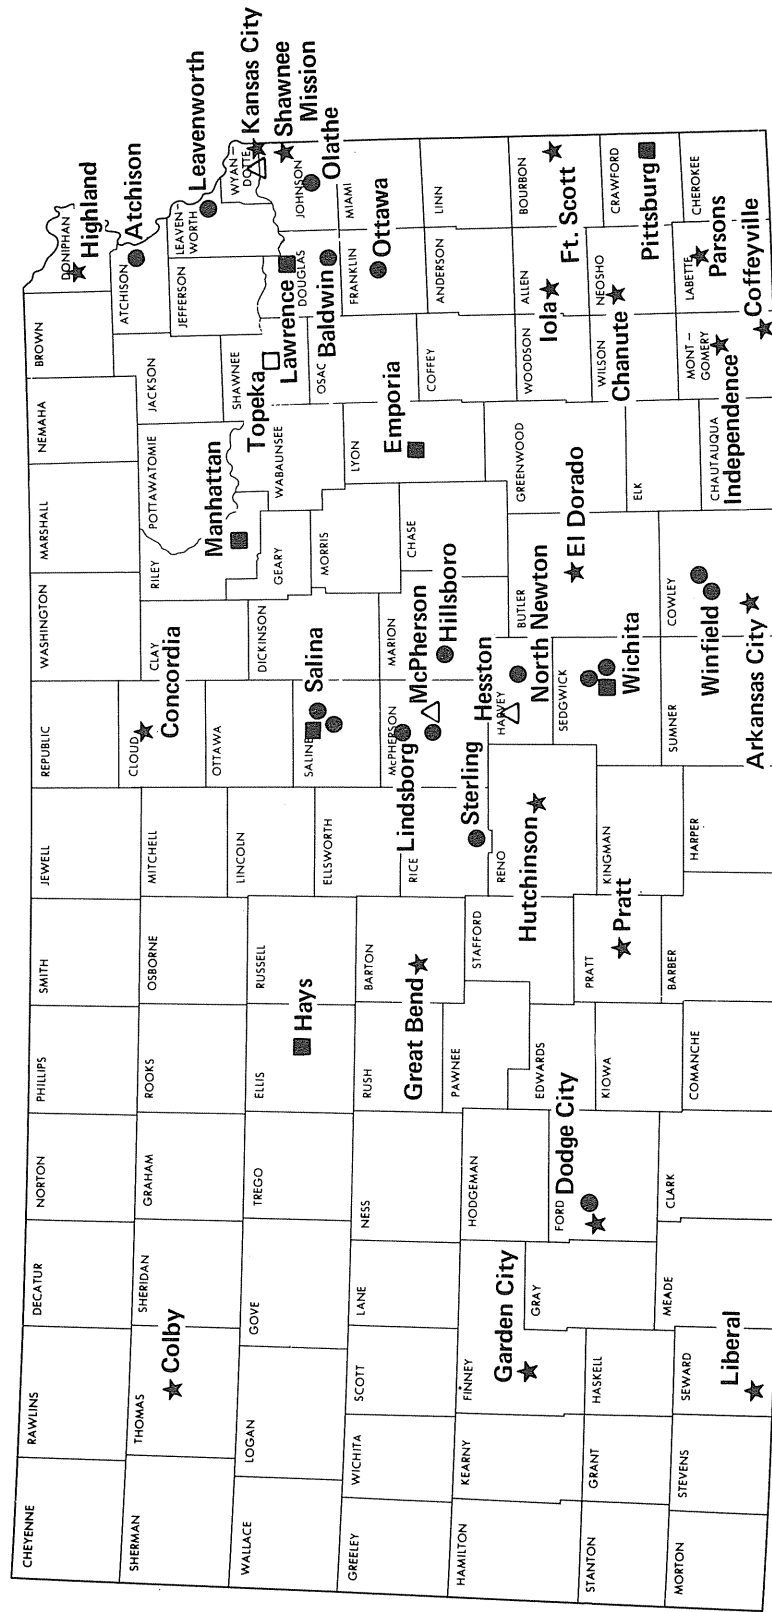 CHEYENNE
RAWLINS
DECATUR
NORTON
PHILLIPS
SMITH
JEWELL
REPUBLIC
WASHINGTON
MARSHALL
NEMAHA
BROWN
DONIPHAN
Highland
SHERMAN
THOMAS
Colby
SHERIDAN
GRAHAM
ROOKS
OSBORNE
MITCHELL
CLOUD
Concordia
CLAY
RILEY
POTTAWATOMIE
JACKSON
ATCHISON
Atchison
OTTAWA
Manhattan
JEFFERSON
LEAVEN-
WORTH
Leavenworth
WALLACE
LOGAN
GOVE
TREGO
ELLIS
Hays
RUSSELL
LINCOLN
DICKINSON
GEARY
WABAUNSEE
SHAWNEE
Topeka
DOUGLAS
Lawrence
WYAN-
DOTTE
Kansas City
Shawnee
Mission
ELLSWORTH
SALINE
Salina
MORRIS
OSAC
Baldwin
JOHNSON
Olathe
GREELEY
WICHITA
SCOTT
LANE
NESS
RUSH
BARTON
Great Bend
RICE
McPHERSON
Lindsborg
McPherson
MARION
Hillsboro
CHASE
LYON
Emporia
COFFEY
FRANKLIN
Ottawa
MIAMI
HAMILTON
KEARNY
FINNEY
Garden City
HODGEMAN
PAWNEE
STAFFORD
Sterling
RENO
Hutchinson
HARVEY
Hesston
North Newton
BUTLER
El Dorado
GREENWOOD
WOODSON
ANDERSON
LINN
ALLEN
Iola
BOURBON
Ft. Scott
GRAY
FORD
Dodge City
EDWARDS
KIOWA
PRATT
Pratt
KINGMAN
SEDGWICK
Wichita
ELK
WILSON
NEOSHO
Chanute
CRAWFORD
Pittsburg
STANTON
GRANT
HASKELL
MORTON
STEVENS
SEWARD
Liberal
MEADE
CLARK
COMANCHE
BARBER
HARPER
SUMNER
COWLEY
Winfield
Arkansas City
CHAUTAUQUA
MONT-
GOMERY
Independence
Coffeyville
LABETTE
Parsons
CHEROKEE